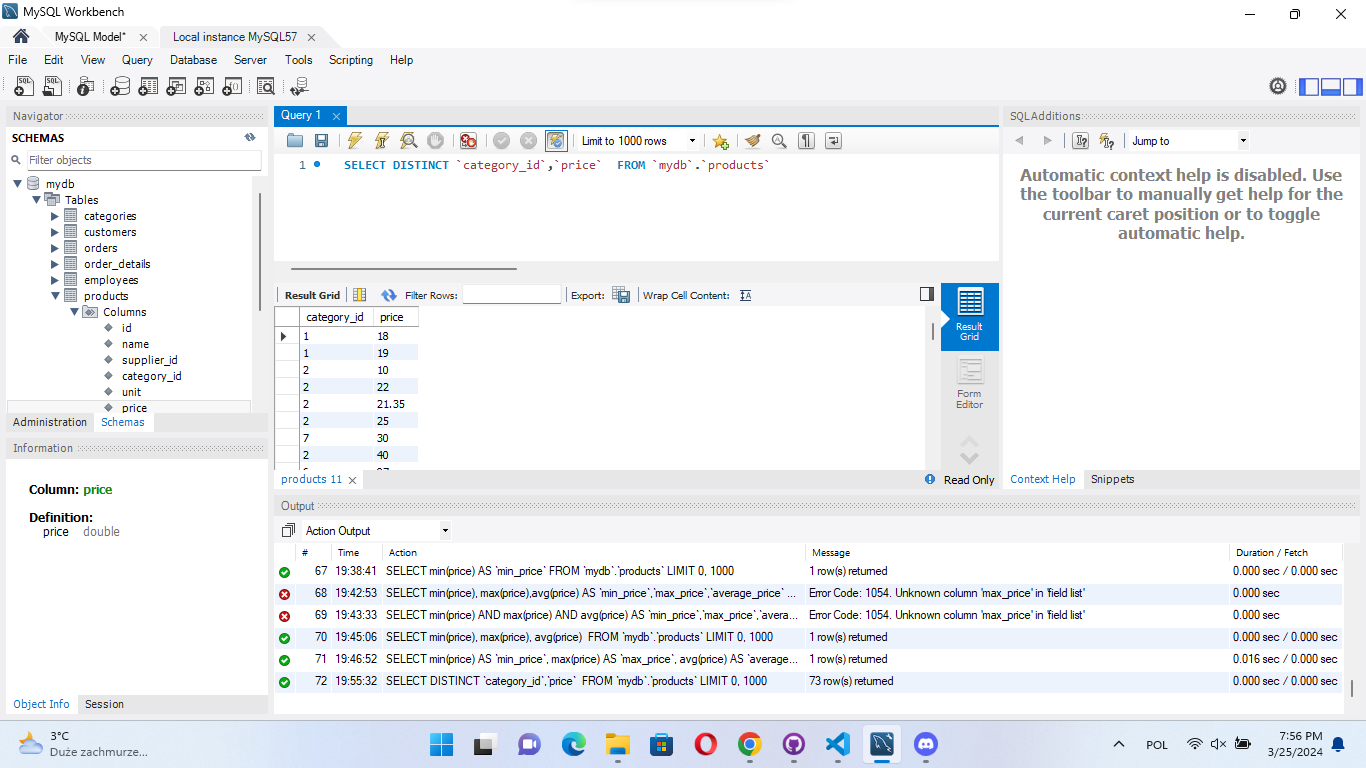 MySQL Workbench
MySQL Model*
Local instance MySQL57
File Edit View Query Database Server Tools Scripting Help
Navigator
SCHEMAS
Filter objects
mydb
Tables
categories
customers
orders
order_details
employees
products
Columns
id
name
supplier_id
category_id
unit
price
Administration Schemas
Information
Column: price
Definition:
price double
Object Info Session
Query 1
Limit to 1000 rows
1 SELECT DISTINCT `category_id`,`price`  FROM `mydb`.`products`
Result Grid Filter Rows: Export: Wrap Cell Content:
category_id price
1 18
1 19
2 10
2 22
2 21.35
2 25
7 30
2 40
Result Grid
Form Editor
products 11
Read Only
SQLAdditions
Jump to
Automatic context help is disabled. Use
the toolbar to manually get help for the
current caret position or to toggle
automatic help.
Context Help Snippets
Output
Action Output
# Time Action Message Duration / Fetch
67 19:38:41 SELECT min(price) AS `min_price` FROM `mydb`.`products` LIMIT 0, 1000 1 row(s) returned 0.000 sec / 0.000 sec
68 19:42:53 SELECT min(price), max(price),avg(price) AS `min_price`,`max_price`,`average_price` ... Error Code: 1054. Unknown column 'max_price' in 'field list' 0.000 sec
69 19:43:33 SELECT min(price) AND max(price) AND avg(price) AS `min_price`,`max_price`,`avera... Error Code: 1054. Unknown column 'max_price' in 'field list' 0.000 sec
70 19:45:06 SELECT min(price), max(price), avg(price)  FROM `mydb`.`products` LIMIT 0, 1000 1 row(s) returned 0.000 sec / 0.000 sec
71 19:46:52 SELECT min(price) AS `min_price`, max(price) AS `max_price`, avg(price) AS `average... 1 row(s) returned 0.016 sec / 0.000 sec
72 19:55:32 SELECT DISTINCT `category_id`,`price`  FROM `mydb`.`products` LIMIT 0, 1000 73 row(s) returned 0.000 sec / 0.000 sec
3°C
Duże zachmurze...
POL
7:56 PM
3/25/2024